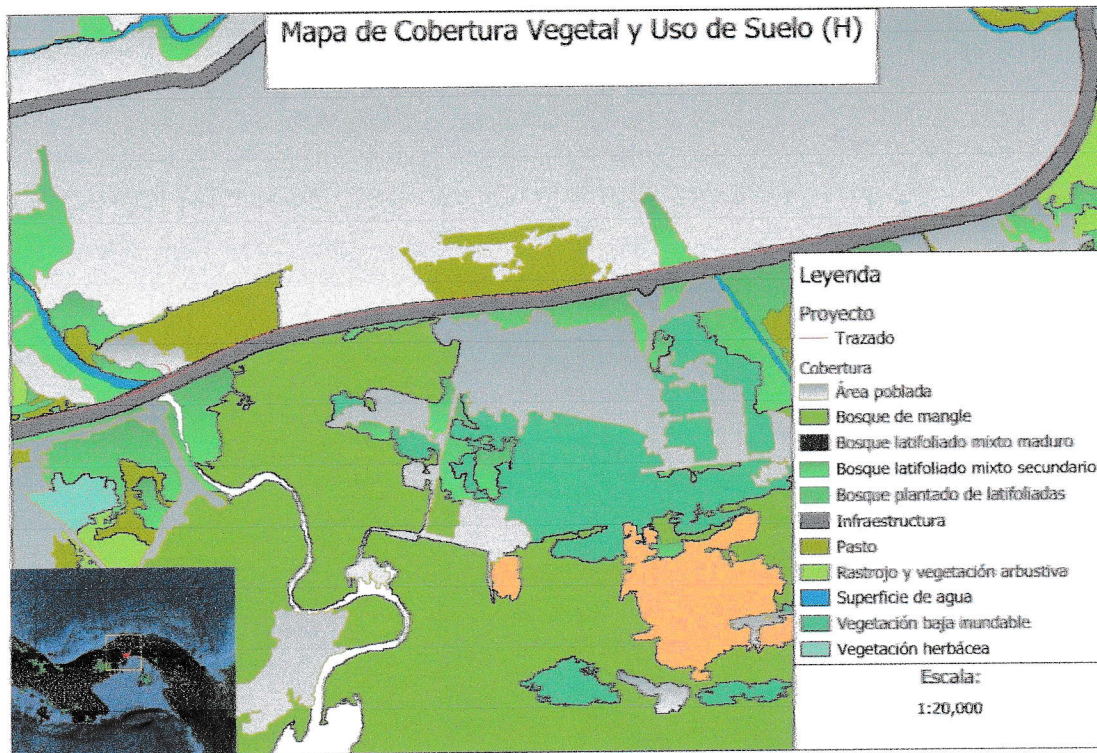 Mapa de Cobertura Vegetal y Uso de Suelo (H)
Leyenda
Proyecto
Trazado
Cobertura
Área poblada
Bosque de mangle
Bosque latifoliado mixto maduro
Bosque latifoliado mixto secundario
Bosque plantado de latifoliadas
Infraestructura
Pasto
Rastrojo y vegetación arbustiva
Superficie de agua
Vegetación baja inundable
Vegetación herbácea
Escala:
1:20,000